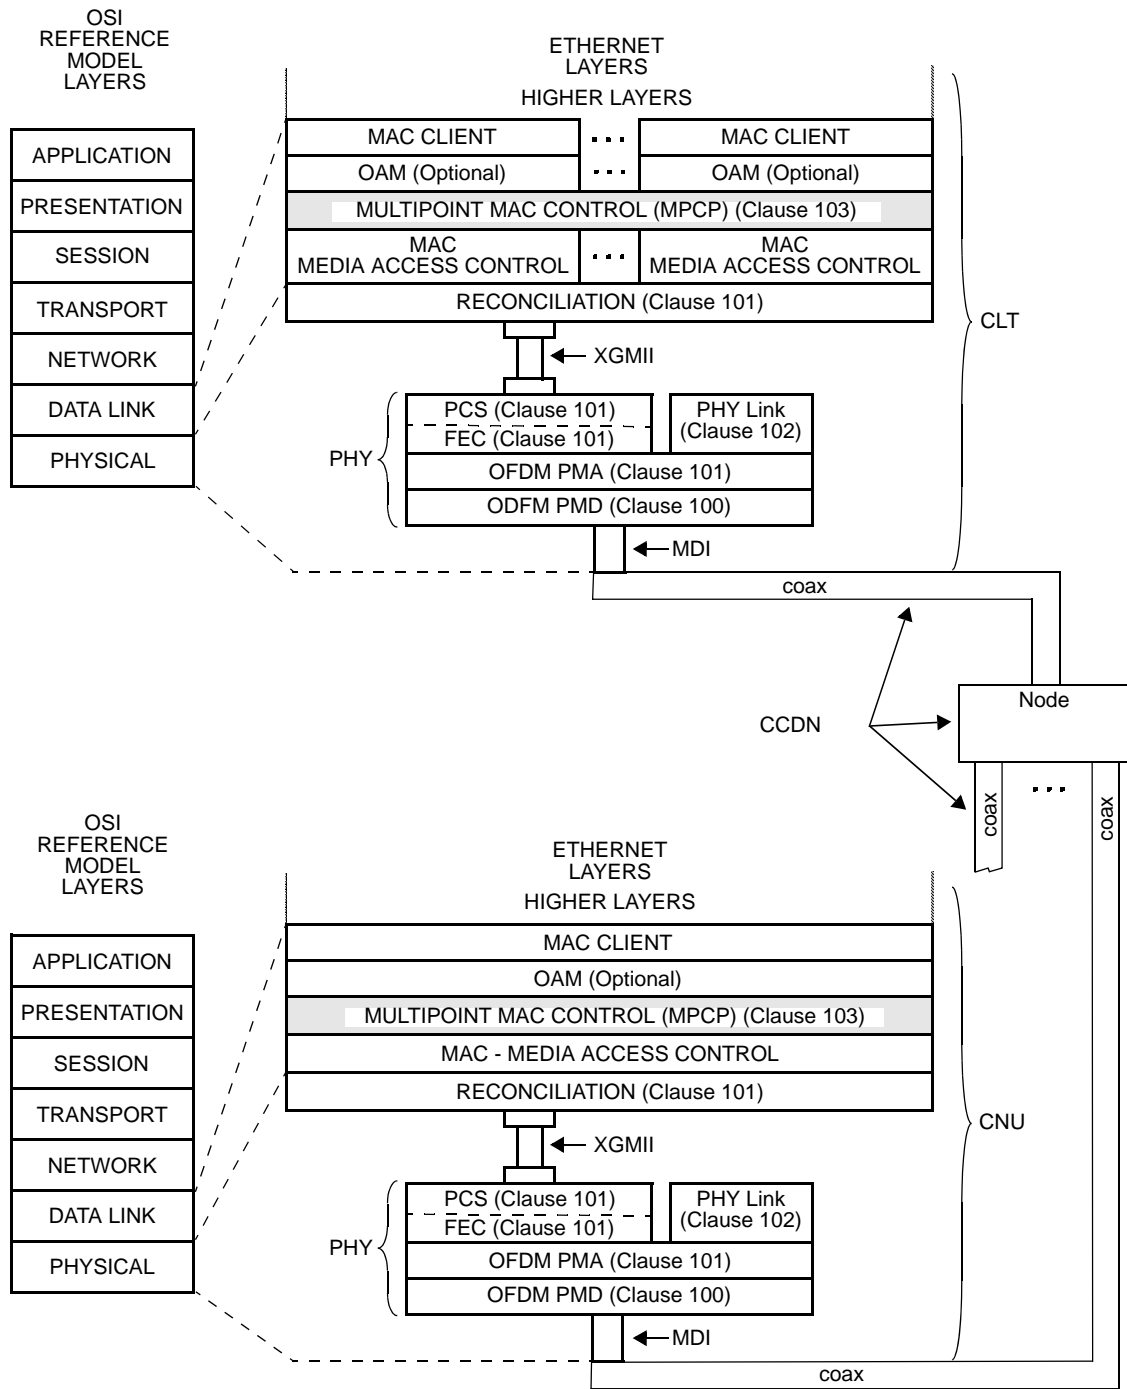 OSI
REFERENCE
MODEL
LAYERS
ETHERNET
LAYERS
HIGHER LAYERS
APPLICATION
PRESENTATION
SESSION
TRANSPORT
NETWORK
DATA LINK
PHYSICAL
MAC CLIENT
... 
MAC CLIENT
OAM (Optional)
...
OAM (Optional)
MULTIPOINT MAC CONTROL (MPCP) (Clause 103)
MAC
MEDIA ACCESS CONTROL
...
MAC
MEDIA ACCESS CONTROL
RECONCILIATION (Clause 101)
CLT
XGMII
PHY
PCS (Clause 101)
FEC (Clause 101)
PHY Link
(Clause 102)
OFDM PMA (Clause 101)
ODFM PMD (Clause 100)
MDI
coax
Node
CCDN
...
coax
coax
OSI
REFERENCE
MODEL
LAYERS
ETHERNET
LAYERS
HIGHER LAYERS
APPLICATION
PRESENTATION
SESSION
TRANSPORT
NETWORK
DATA LINK
PHYSICAL
MAC CLIENT
OAM (Optional)
MULTIPOINT MAC CONTROL (MPCP) (Clause 103)
MAC - MEDIA ACCESS CONTROL
RECONCILIATION (Clause 101)
CNU
XGMII
PHY
PCS (Clause 101)
FEC (Clause 101)
PHY Link
(Clause 102)
OFDM PMA (Clause 101)
OFDM PMD (Clause 100)
MDI
coax